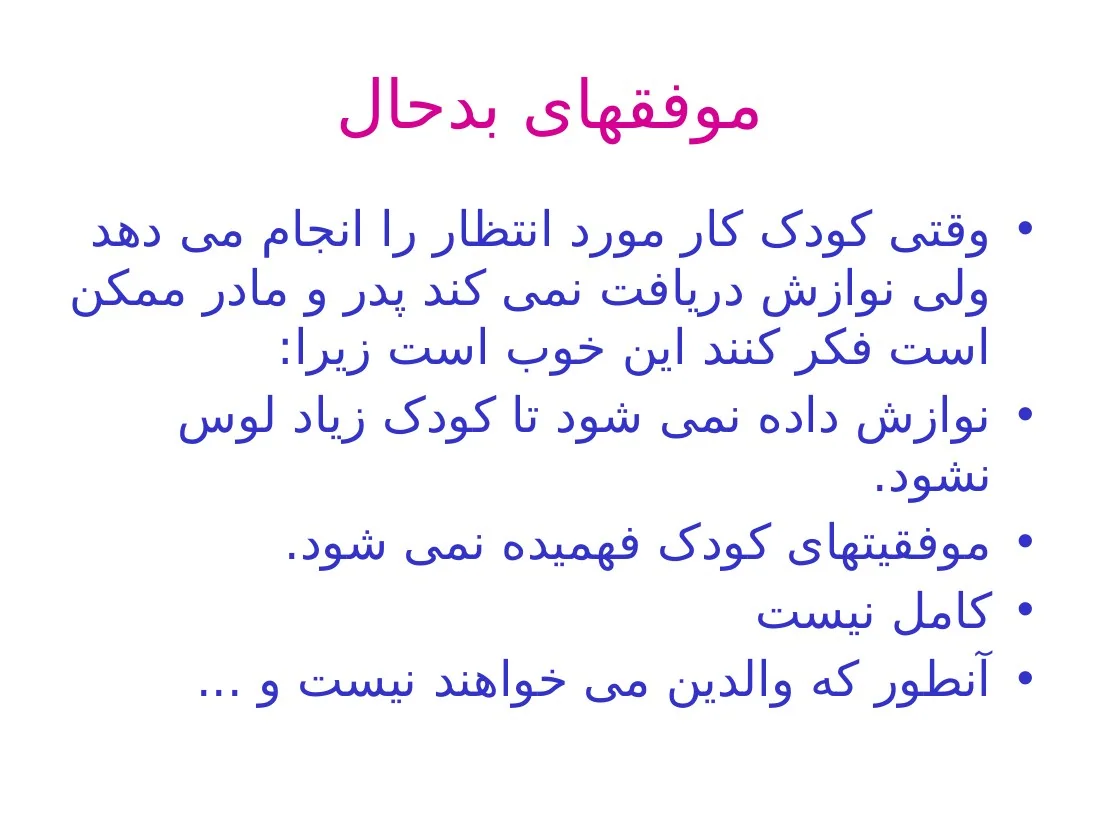 موفقهای بدحال
• وقتی کودک کار مورد انتظار را انجام می دهد
ولی نوازش دریافت نمی کند پدر و مادر ممکن
است فکر کنند این خوب است زیرا:
• نوازش داده نمی شود تا کودک زیاد لوس
نشود.
• موفقیتهای کودک فهمیده نمی شود.
• کامل نیست
• آنطور که والدین می خواهند نیست و ...